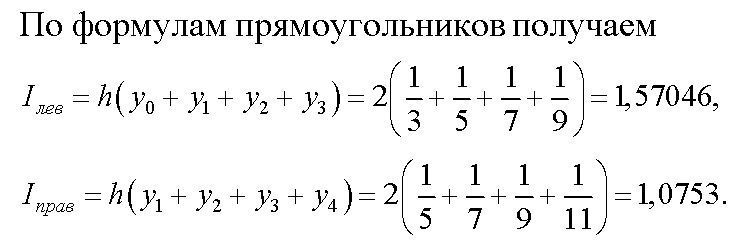 По формулам прямоугольников получаем
I_лев = h(y_0 + y_1 + y_2 + y_3) = 2(1/3 + 1/5 + 1/7 + 1/9) = 1,57046,
I_прав = h(y_1 + y_2 + y_3 + y_4) = 2(1/5 + 1/7 + 1/9 + 1/11) = 1,0753.